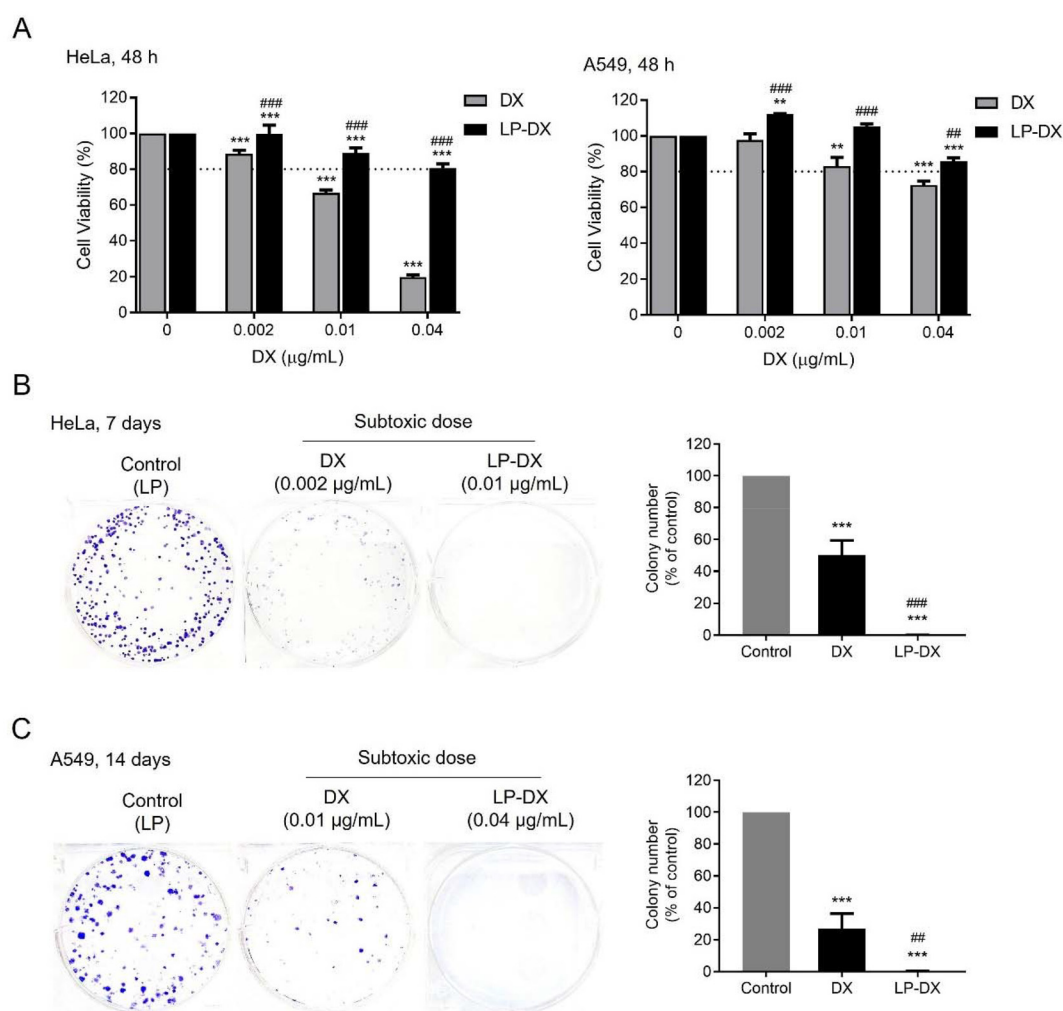 A
HeLa, 48 h
Cell Viability (%)
120
100
80
60
40
20
0
***
###
***
***
###
***
***
###
***
0
0.002
0.01
0.04
DX (µg/mL)
DX
LP-DX
A549, 48 h
Cell Viability (%)
120
100
80
60
40
20
0
###
**
**
###
***
##
***
0
0.002
0.01
0.04
DX (µg/mL)
DX
LP-DX
B
HeLa, 7 days
Subtoxic dose
Control
(LP)
DX
(0.002 µg/mL)
LP-DX
(0.01 µg/mL)
Colony number
(% of control)
120
100
80
60
40
20
0
***
###
***
Control
DX
LP-DX
C
A549, 14 days
Subtoxic dose
Control
(LP)
DX
(0.01 µg/mL)
LP-DX
(0.04 µg/mL)
Colony number
(% of control)
120
100
80
60
40
20
0
***
##
***
Control
DX
LP-DX